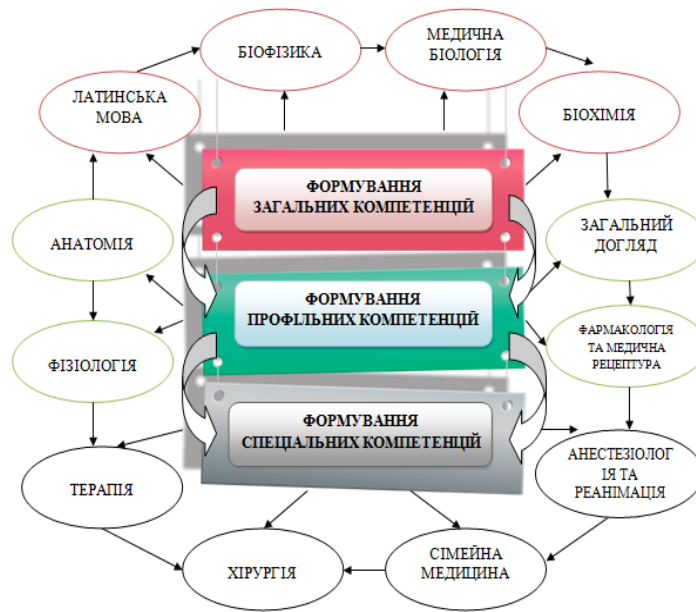 БІОФІЗИКА
МЕДИЧНА
БІОЛОГІЯ
ЛАТИНСЬКА
МОВА
БІОХІМІЯ
ФОРМУВАННЯ
ЗАГАЛЬНИХ КОМПЕТЕНЦІЙ
АНАТОМІЯ
ЗАГАЛЬНИЙ
ДОГЛЯД
ФОРМУВАННЯ
ПРОФІЛЬНИХ КОМПЕТЕНЦІЙ
ФІЗІОЛОГІЯ
ФАРМАКОЛОГІЯ
ТА МЕДИЧНА
РЕЦЕПТУРА
ФОРМУВАННЯ
СПЕЦІАЛЬНИХ КОМПЕТЕНЦІЙ
ТЕРАПІЯ
АНЕСТЕЗІОЛОГ
ІЯ ТА
РЕАНІМАЦІЯ
ХІРУРГІЯ
СІМЕЙНА
МЕДИЦИНА